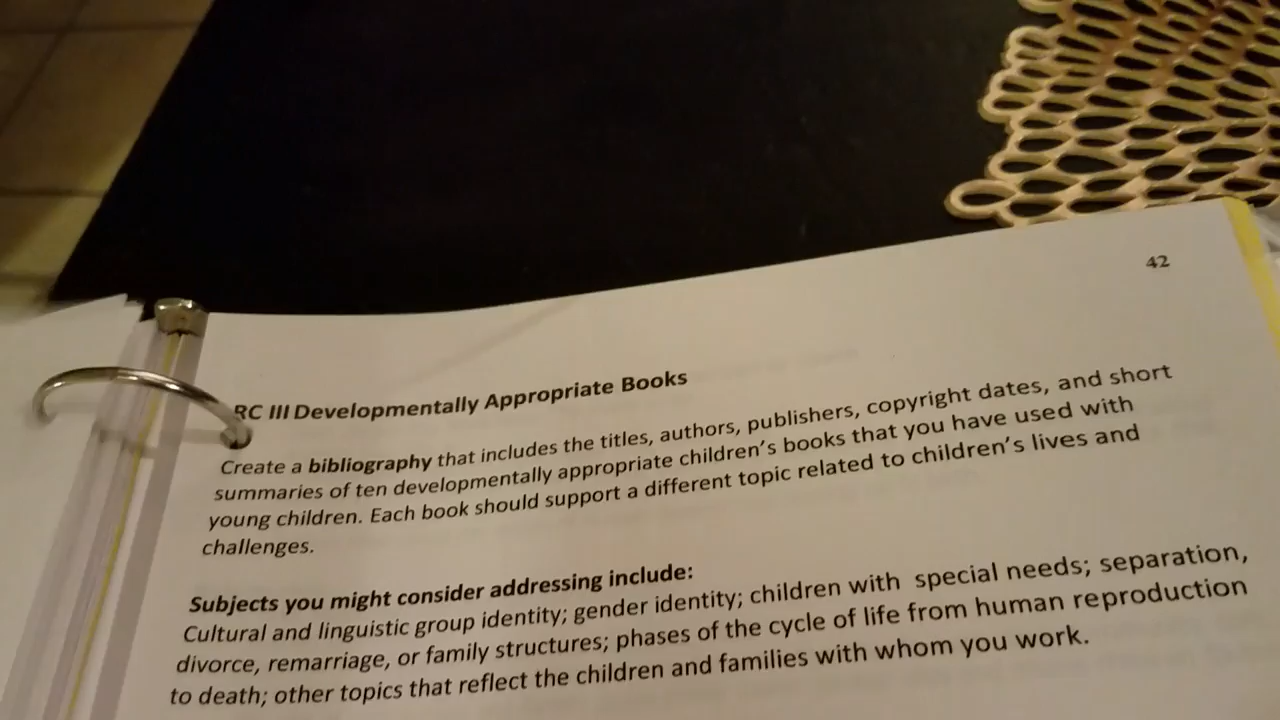 42
RC III Developmentally Appropriate Books
Create a bibliography that includes the titles, authors, publishers, copyright dates, and short
summaries of ten developmentally appropriate children's books that you have used with
young children. Each book should support a different topic related to children's lives and
challenges.
Subjects you might consider addressing include:
Cultural and linguistic group identity; gender identity; children with special needs; separation,
divorce, remarriage, or family structures; phases of the cycle of life from human reproduction
to death; other topics that reflect the children and families with whom you work.